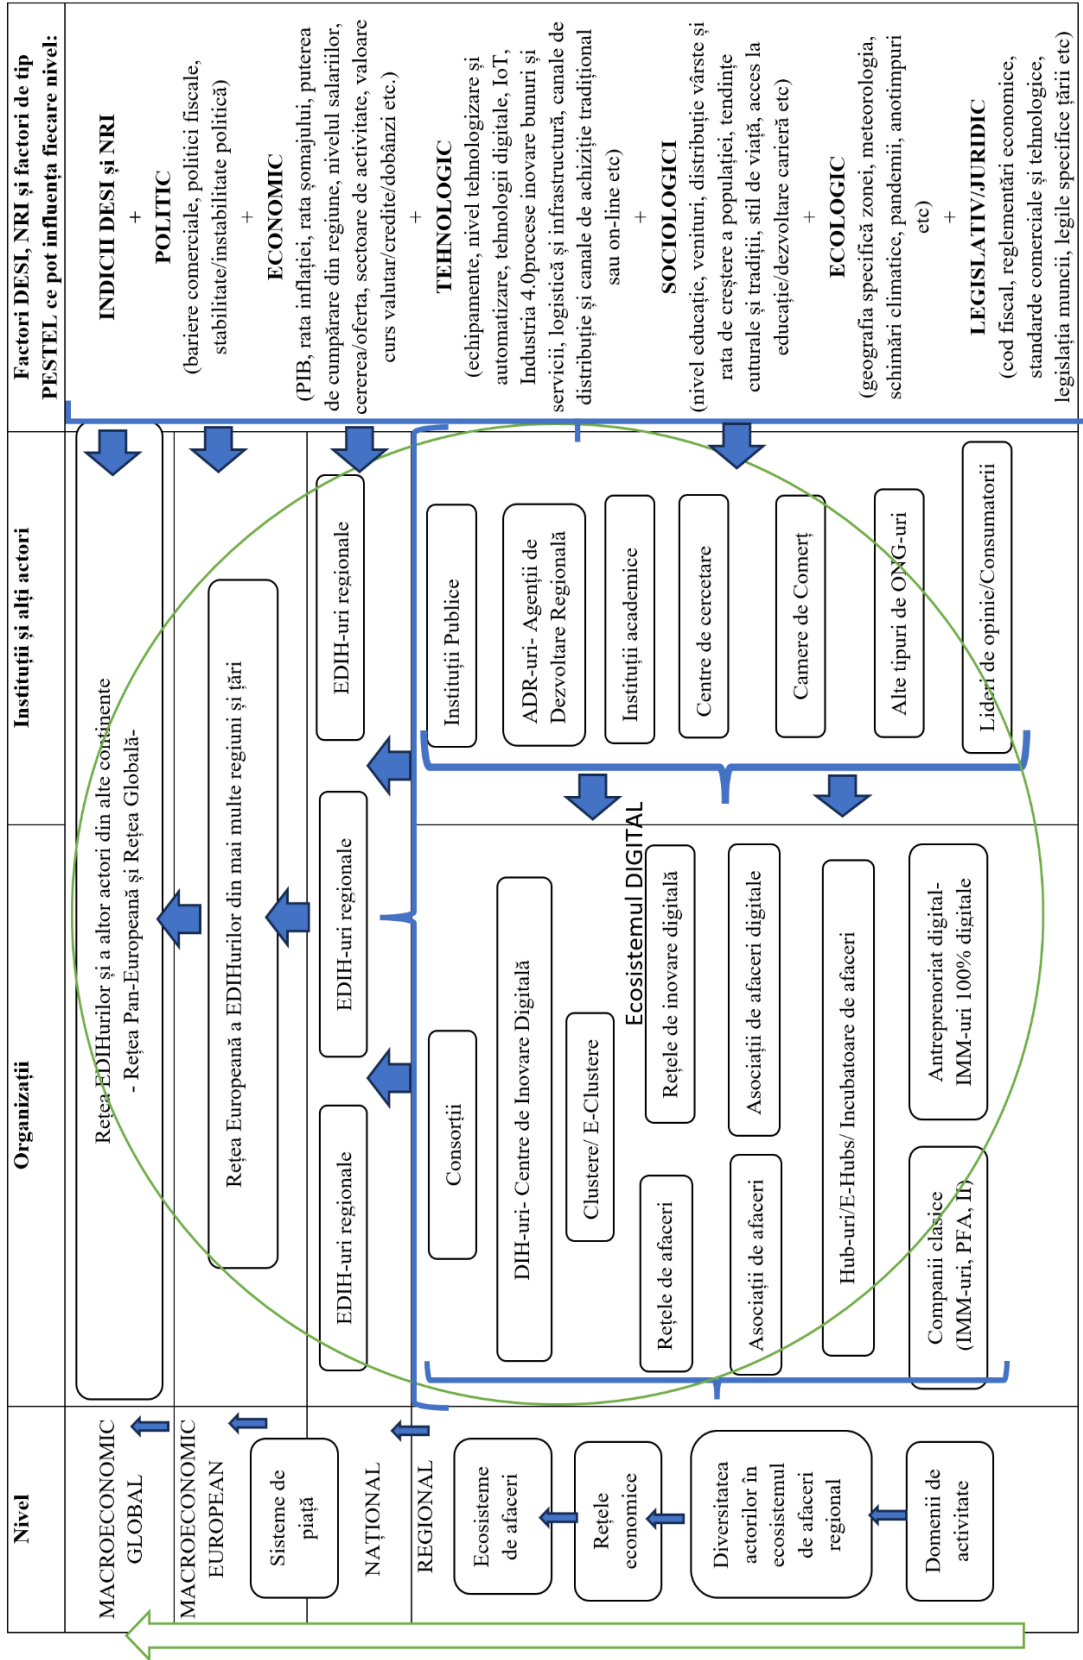 Nivel
Organizații
Instituții și alți actori
Factori DESI, NRI și factori de tip
PESTEL ce pot influența fiecare nivel:
MACROECONOMIC
GLOBAL
Rețea EDIHurilor și a altor actori din alte continente
- Rețea Pan-Europeană și Rețea Globală-
MACROECONOMIC
EUROPEAN
Rețea Europeană a EDIHurilor din mai multe regiuni și țări
Sisteme de
piață
NAȚIONAL
EDIH-uri regionale
EDIH-uri regionale
EDIH-uri regionale
REGIONAL
Ecosisteme
de afaceri
Rețele
economice
Diversitatea
actorilor în
ecosistemul
de afaceri
regional
Domenii de
activitate
Consorții
DIH-uri- Centre de Inovare Digitală
Clustere/ E-Clustere
Ecosistemul DIGITAL
Rețele de afaceri
Rețele de inovare digitală
Asociații de afaceri
Asociații de afaceri digitale
Hub-uri/E-Hubs/ Incubatoare de afaceri
Companii clasice
(IMM-uri, PFA, II)
Antreprenoriat digital-
IMM-uri 100% digitale
Instituții Publice
ADR-uri- Agenții de
Dezvoltare Regională
Instituții academice
Centre de cercetare
Camere de Comerț
Alte tipuri de ONG-uri
Lideri de opinie/Consumatorii
INDICII DESI și NRI
+
POLITIC
(bariere comerciale, politici fiscale,
stabilitate/instabilitate politică)
+
ECONOMIC
(PIB, rata inflației, rata șomajului, puterea
de cumpărare din regiune, nivelul salariilor,
cererea/oferta, sectoare de activitate, valoare
curs valutar/credite/dobânzi etc.)
+
TEHNOLOGIC
(echipamente, nivel tehnologizare și
automatizare, tehnologii digitale, IoT,
Industria 4.0procese inovare bunuri și
servicii, logistică și infrastructură, canale de
distribuție și canale de achiziție tradițional
sau on-line etc)
+
SOCIOLOGICI
(nivel educație, venituri, distribuție vârste și
rata de creștere a populației, tendințe
cuturale și tradiții, stil de viață, acces la
educație/dezvoltare carieră etc)
+
ECOLOGIC
(geografia specifică zonei, meteorologia,
schimări climatice, pandemii, anotimpuri
etc)
+
LEGISLATIV/JURIDIC
(cod fiscal, reglementări economice,
standarde comerciale și tehnologice,
legislația muncii, legile specifice țării etc)